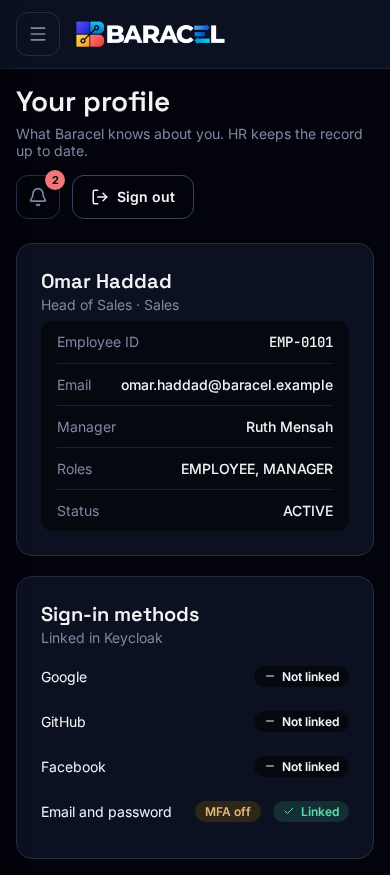 BARACEL
Your profile
What Baracel knows about you. HR keeps the record
up to date.
2
Sign out
Omar Haddad
Head of Sales · Sales
Employee ID EMP-0101
Email omar.haddad@baracel.example
Manager Ruth Mensah
Roles EMPLOYEE, MANAGER
Status ACTIVE
Sign-in methods
Linked in Keycloak
Google Not linked
GitHub Not linked
Facebook Not linked
Email and password MFA off Linked